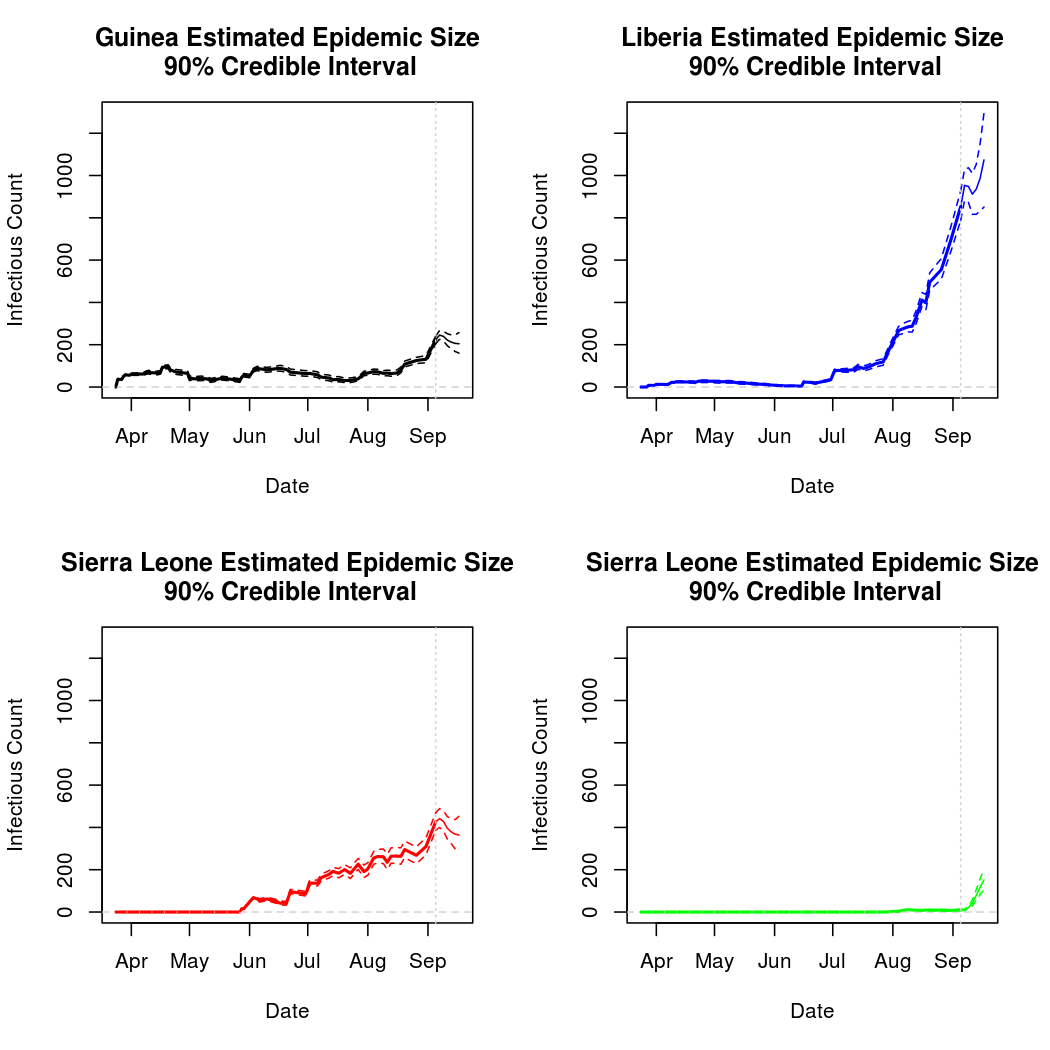 Guinea Estimated Epidemic Size
90% Credible Interval
Infectious Count
1000
600
200
0
Apr May Jun Jul Aug Sep
Date
Liberia Estimated Epidemic Size
90% Credible Interval
Infectious Count
1000
600
200
0
Apr May Jun Jul Aug Sep
Date
Sierra Leone Estimated Epidemic Size
90% Credible Interval
Infectious Count
1000
600
200
0
Apr May Jun Jul Aug Sep
Date
Sierra Leone Estimated Epidemic Size
90% Credible Interval
Infectious Count
1000
600
200
0
Apr May Jun Jul Aug Sep
Date